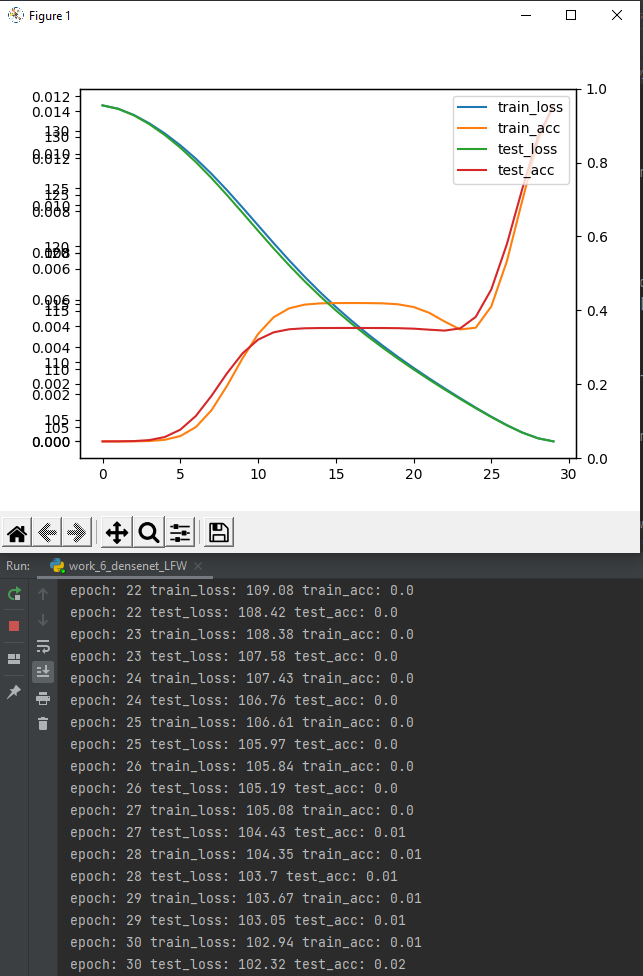 Figure 1
train_loss
train_acc
test_loss
test_acc
0.012
0.014
130
130
0.010
0.012
125
125
0.010
0.008
120
0.006
0.006
115
115
0.004
0.004
110
110
0.002
0.002
105
105
0.000
1.0
0.8
0.6
0.4
0.2
0.0
0 5 10 15 20 25 30
Run: work_6_densenet_LFW
epoch: 22 train_loss: 109.08 train_acc: 0.0
epoch: 22 test_loss: 108.42 test_acc: 0.0
epoch: 23 train_loss: 108.38 train_acc: 0.0
epoch: 23 test_loss: 107.58 test_acc: 0.0
epoch: 24 train_loss: 107.43 train_acc: 0.0
epoch: 24 test_loss: 106.76 test_acc: 0.0
epoch: 25 train_loss: 106.61 train_acc: 0.0
epoch: 25 test_loss: 105.97 test_acc: 0.0
epoch: 26 train_loss: 105.84 train_acc: 0.0
epoch: 26 test_loss: 105.19 test_acc: 0.0
epoch: 27 train_loss: 105.08 train_acc: 0.0
epoch: 27 test_loss: 104.43 test_acc: 0.01
epoch: 28 train_loss: 104.35 train_acc: 0.01
epoch: 28 test_loss: 103.7 test_acc: 0.01
epoch: 29 train_loss: 103.67 train_acc: 0.01
epoch: 29 test_loss: 103.05 test_acc: 0.01
epoch: 30 train_loss: 102.94 train_acc: 0.01
epoch: 30 test_loss: 102.32 test_acc: 0.02